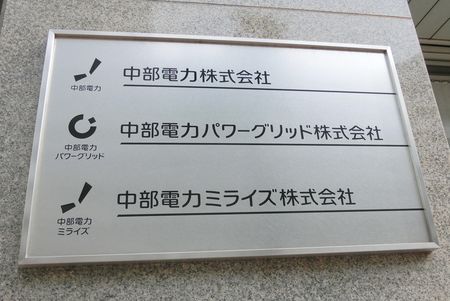 中部電力株式会社
中部電力
中部電力パワーグリッド株式会社
中部電力
パワーグリッド
中部電力ミライズ株式会社
中部電力
ミライズ